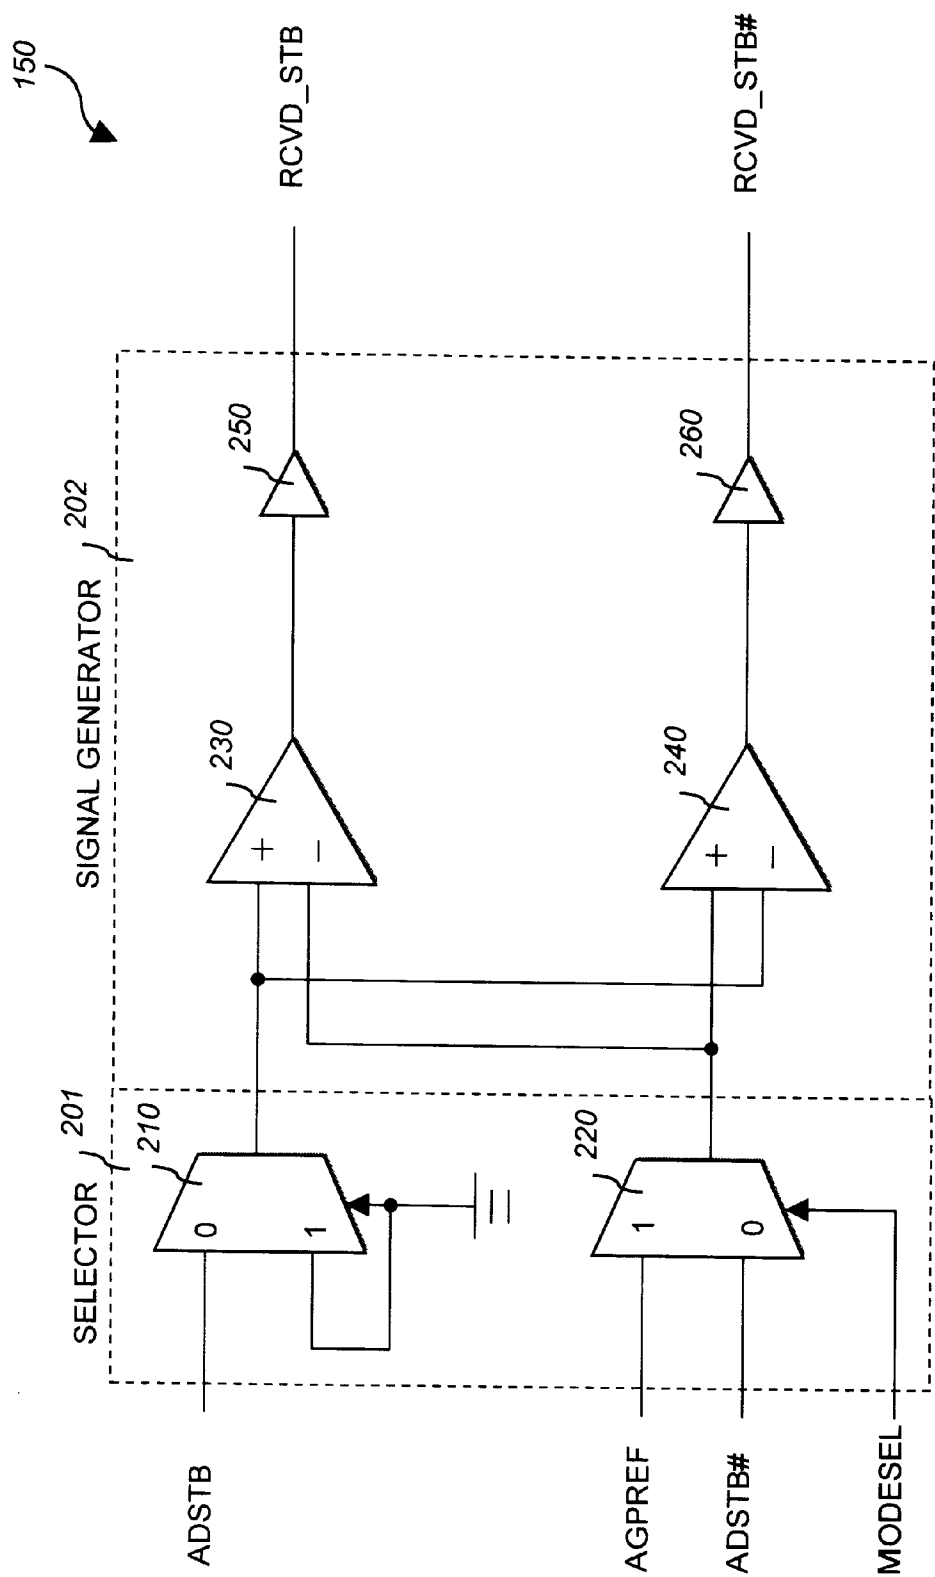 150
SELECTOR 201
SIGNAL GENERATOR 202
ADSTB
0
1
210
+
−
230
250
RCVD_STB
AGPREF
ADSTB#
1
0
220
+
−
240
260
RCVD_STB#
MODESEL